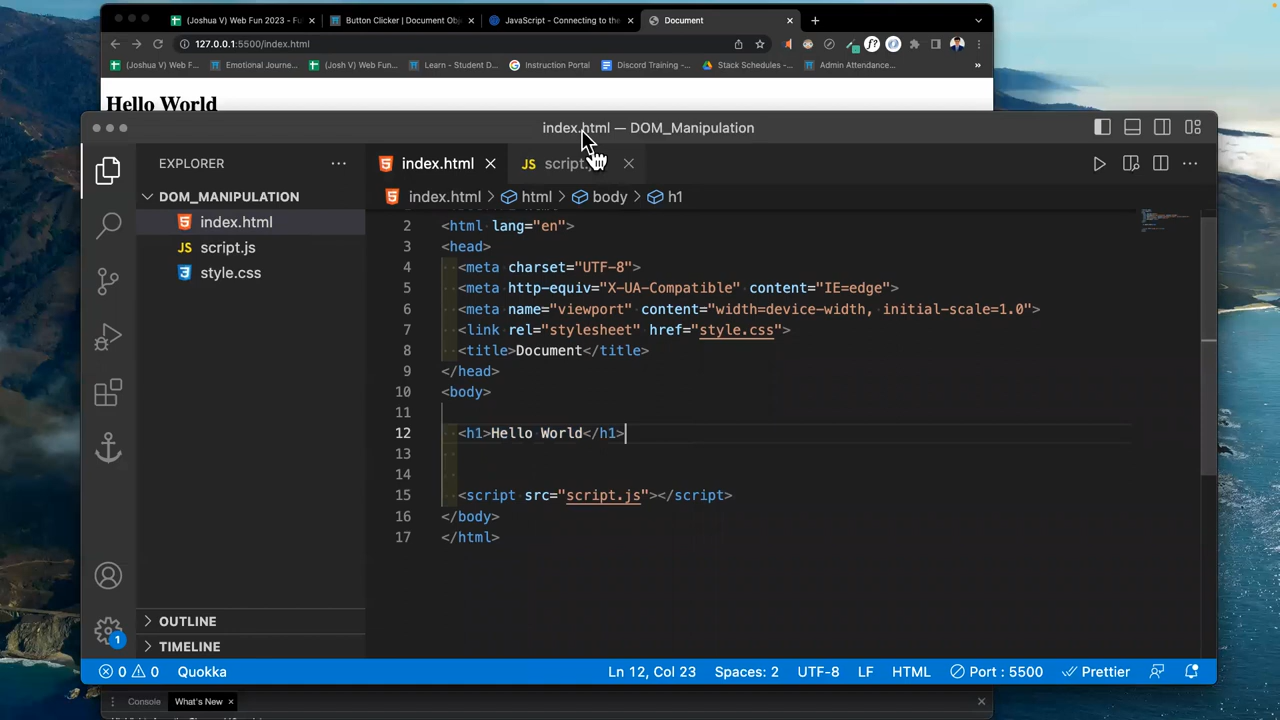 (Joshua V) Web Fun 2023 - Fu
Button Clicker | Document Obj
JavaScript - Connecting to the
Document
127.0.0.1:5500/index.html
(Joshua V) Web F...
Emotional Journe...
(Josh V) Web Fun...
Learn - Student D...
Instruction Portal
Discord Training -...
Stack Schedules -...
Admin Attendance...
»
Hello World
index.html — DOM_Manipulation
EXPLORER
DOM_MANIPULATION
index.html
JS script.js
style.css
OUTLINE
TIMELINE
index.html
JS script.
index.html > html > body > h1
2 <html lang="en">
3 <head>
4 <meta charset="UTF-8">
5 <meta http-equiv="X-UA-Compatible" content="IE=edge">
6 <meta name="viewport" content="width=device-width, initial-scale=1.0">
7 <link rel="stylesheet" href="style.css">
8 <title>Document</title>
9 </head>
10 <body>
11
12 <h1>Hello World</h1>
13
14
15 <script src="script.js"></script>
16 </body>
17 </html>
1
0 0 Quokka Ln 12, Col 23 Spaces: 2 UTF-8 LF HTML Port : 5500 Prettier
Console What's New